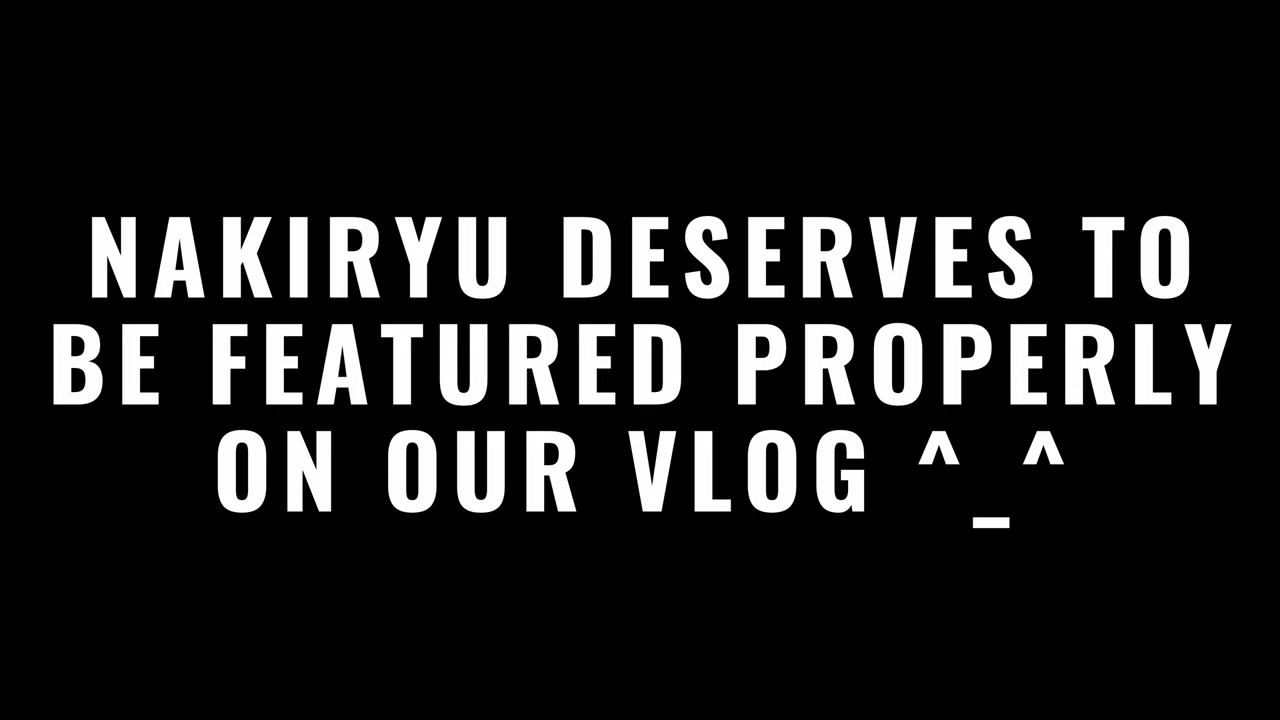 NAKIRYU DESERVES TO
BE FEATURED PROPERLY
ON OUR VLOG ^_^